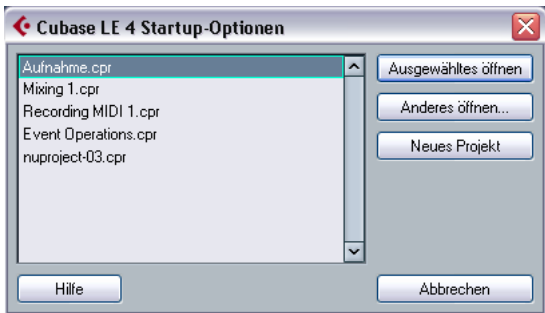 Cubase LE 4 Startup-Optionen
Aufnahme.cpr
Mixing 1.cpr
Recording MIDI 1.cpr
Event Operations.cpr
nuproject-03.cpr
Ausgewähltes öffnen
Anderes öffnen...
Neues Projekt
Hilfe
Abbrechen